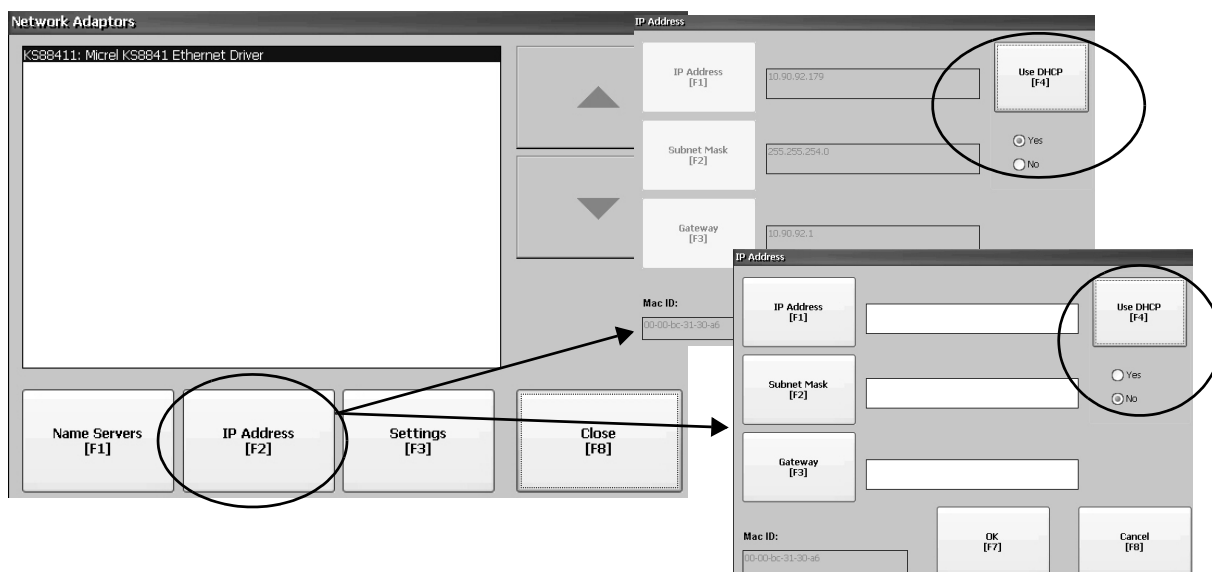 Network Adaptors
KS88411: Micrel KS8841 Ethernet Driver
Name Servers
[F1]
IP Address
[F2]
Settings
[F3]
Close
[F8]
IP Address
IP Address
[F1]
10.90.92.179
Use DHCP
[F4]
Yes
No
Subnet Mask
[F2]
255.255.254.0
Gateway
[F3]
10.90.92.1
Mac ID:
00-00-bc-31-30-a6
IP Address
IP Address
[F1]
Use DHCP
[F4]
Yes
No
Subnet Mask
[F2]
Gateway
[F3]
Mac ID:
00-00-bc-31-30-a6
OK
[F7]
Cancel
[F8]